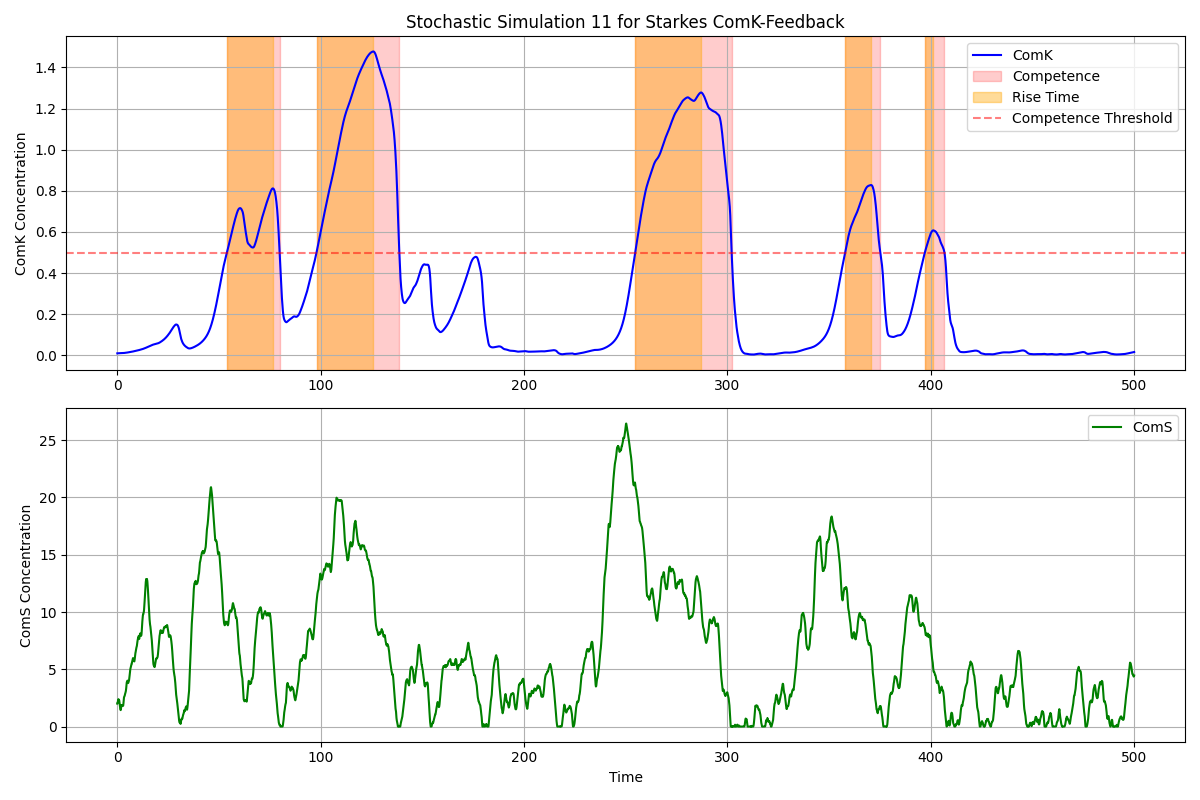 Stochastic Simulation 11 for Starkes ComK-Feedback
ComK Concentration
1.4
1.2
1.0
0.8
0.6
0.4
0.2
0.0
ComK
Competence
Rise Time
Competence Threshold
0 100 200 300 400 500
ComS Concentration
25
20
15
10
5
0
ComS
0 100 200 300 400 500
Time